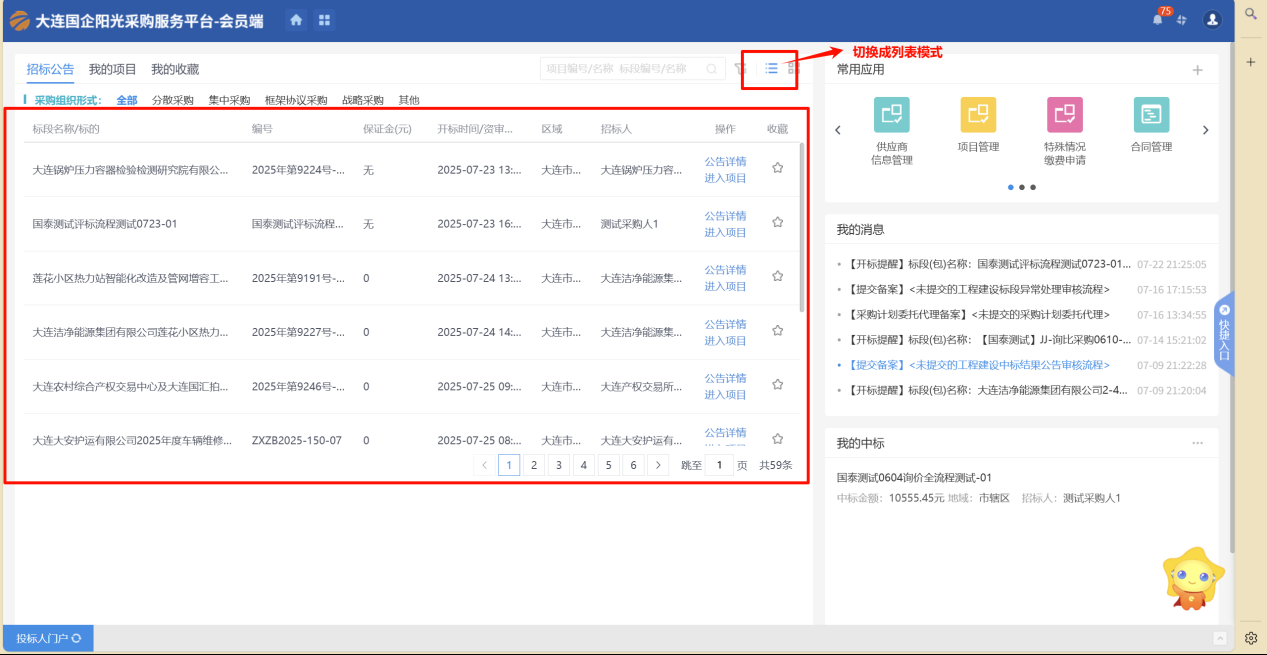 大连国企阳光采购服务平台-会员端
75
切换成列表模式
招标公告 我的项目 我的收藏
项目编号/名称 标段编号/名称
采购组织形式: 全部 分散采购 集中采购 框架协议采购 战略采购 其他
标段名称/标的 编号 保证金(元) 开标时间/资审... 区域 招标人 操作 收藏
大连锅炉压力容器检验检测研究院有限公... 2025年第9224号-... 无 2025-07-23 13:... 大连市... 大连锅炉压力容... 公告详情
进入项目
国泰测试评标流程测试0723-01 国泰测试评标流程... 无 2025-07-23 16:... 大连市... 测试采购人1 公告详情
进入项目
莲花小区热力站智能化改造及管网增容工... 2025年第9191号-... 0 2025-07-24 13:... 大连市... 大连洁净能源集... 公告详情
进入项目
大连洁净能源集团有限公司莲花小区热力... 2025年第9227号-... 0 2025-07-24 14:... 大连市... 大连洁净能源集... 公告详情
进入项目
大连农村综合产权交易中心及大连国汇拍... 2025年第9246号-... 0 2025-07-25 09:... 大连市... 大连产权交易所... 公告详情
进入项目
大连大安护运有限公司2025年度车辆维修... ZXZB2025-150-07 0 2025-07-25 08:... 大连市... 大连大安护运有... 公告详情
1 2 3 4 5 6 跳至 1 页 共59条
常用应用
供应商
信息管理
项目管理
特殊情况
缴费申请
合同管理
我的消息
【开标提醒】标段(包)名称：国泰测试评标流程测试0723-01... 07-22 21:25:05
【提交备案】<未提交的工程建设标段异常处理审核流程> 07-16 17:15:53
【采购计划委托代理备案】<未提交的采购计划委托代理> 07-16 13:34:55
【开标提醒】标段(包)名称：【国泰测试】JJ-询比采购0610-... 07-14 15:21:02
【提交备案】<未提交的工程建设中标结果公告审核流程> 07-09 21:22:28
【开标提醒】标段(包)名称：大连洁净能源集团有限公司2-4... 07-09 21:20:04
快捷入口
我的中标
国泰测试0604询价全流程测试-01
中标金额: 10555.45元 地域: 市辖区 招标人: 测试采购人1
投标人门户